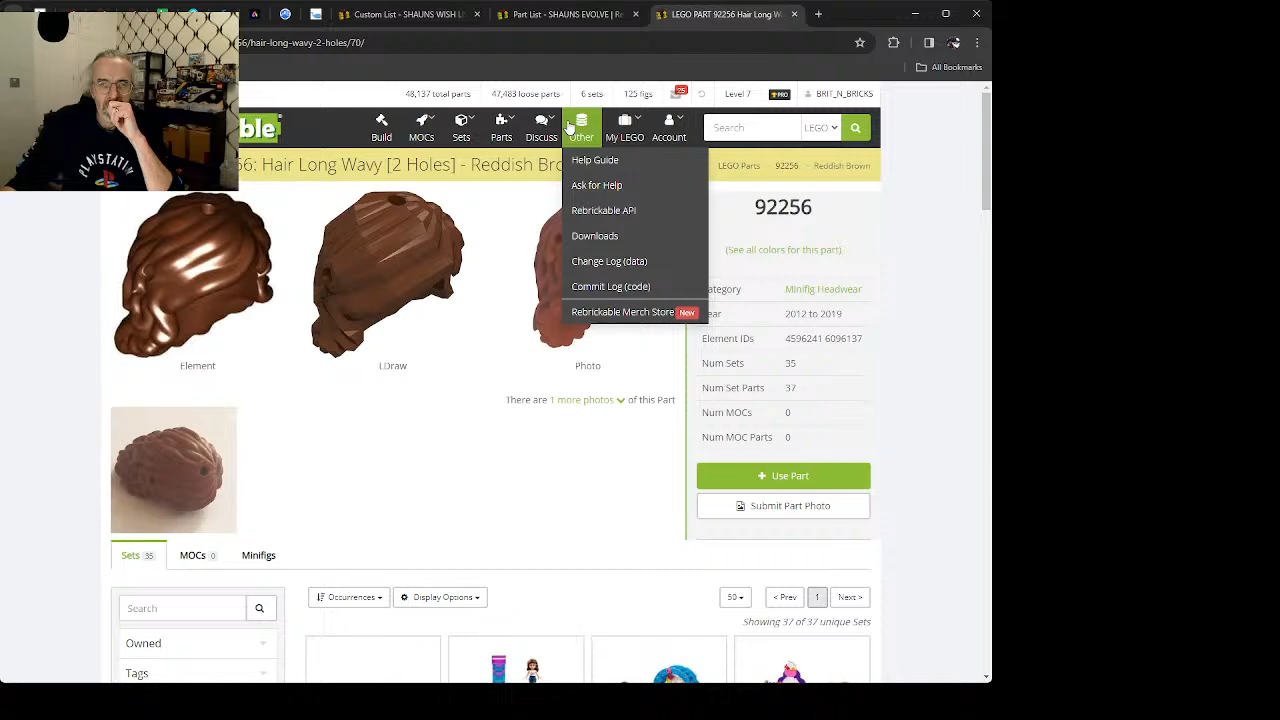 Custom List - SHAUNS WISH L
Part List - SHAUNS EVOLVE | Re
LEGO PART 92256 Hair Long W
56/hair-long-wavy-2-holes/70/
All Bookmarks
48,137 total parts
47,483 loose parts
6 sets
125 figs
25
Level 7
PRO
BRIT_N_BRICKS
ble
Build
MOCs
Sets
Parts
Discuss
Other
My LEGO
Account
Search
LEGO
56: Hair Long Wavy [2 Holes] - Reddish Bro
LEGO Parts
92256
Reddish Brown
Help Guide
Ask for Help
Rebrickable API
Downloads
Change Log (data)
Commit Log (code)
Rebrickable Merch Store New
PLAYSTATION
Element
LDraw
Photo
There are 1 more photos of this Part
92256
(See all colors for this part)
ategory Minifig Headwear
ear 2012 to 2019
Element IDs 4596241 6096137
Num Sets 35
Num Set Parts 37
Num MOCs 0
Num MOC Parts 0
+ Use Part
Submit Part Photo
Sets 35
MOCs 0
Minifigs
Search
Owned
Tags
Occurrences
Display Options
50
< Prev
1
Next >
Showing 37 of 37 unique Sets